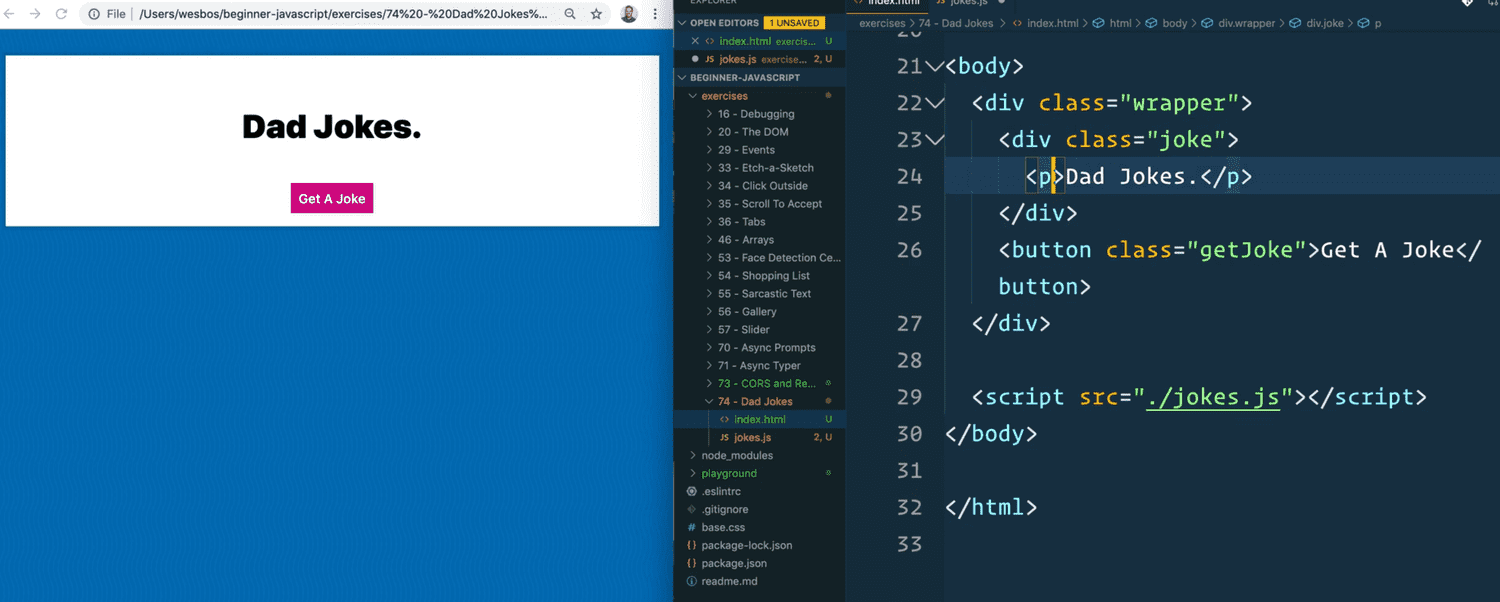 File | /Users/wesbos/beginner-javascript/exercises/74%20-%20Dad%20Jokes%...
Dad Jokes.
Get A Joke
EXPLORER
OPEN EDITORS 1 UNSAVED
index.html exercis... U
JS jokes.js exercise... 2, U
BEGINNER-JAVASCRIPT
exercises
16 - Debugging
20 - The DOM
29 - Events
33 - Etch-a-Sketch
34 - Click Outside
35 - Scroll To Accept
36 - Tabs
46 - Arrays
53 - Face Detection Ce...
54 - Shopping List
55 - Sarcastic Text
56 - Gallery
57 - Slider
70 - Async Prompts
71 - Async Typer
73 - CORS and Re...
74 - Dad Jokes
index.html U
JS jokes.js 2, U
node_modules
playground
.eslintrc
.gitignore
# base.css
{} package-lock.json
{} package.json
readme.md
index.html JS jokes.js
exercises > 74 - Dad Jokes > index.html > html > body > div.wrapper > div.joke > p
20
21 <body>
22 <div class="wrapper">
23 <div class="joke">
24 <p>Dad Jokes.</p>
25 </div>
26 <button class="getJoke">Get A Joke</
button>
27 </div>
28
29 <script src="./jokes.js"></script>
30 </body>
31
32 </html>
33